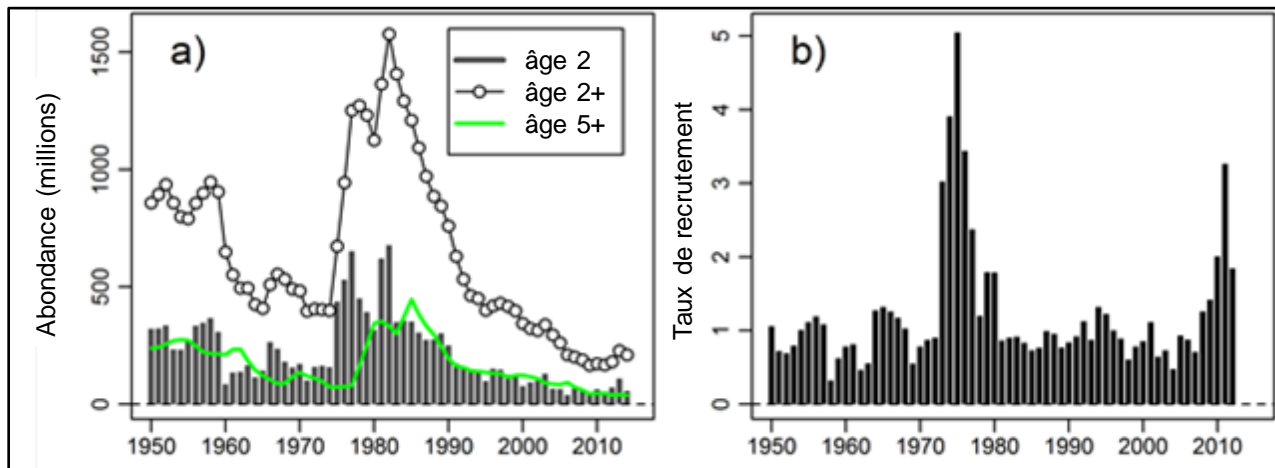 a)
Abondance (millions)
0
500
1000
1500
1950 1960 1970 1980 1990 2000 2010
âge 2
âge 2+
âge 5+
b)
Taux de recrutement
0
1
2
3
4
5
1950 1960 1970 1980 1990 2000 2010